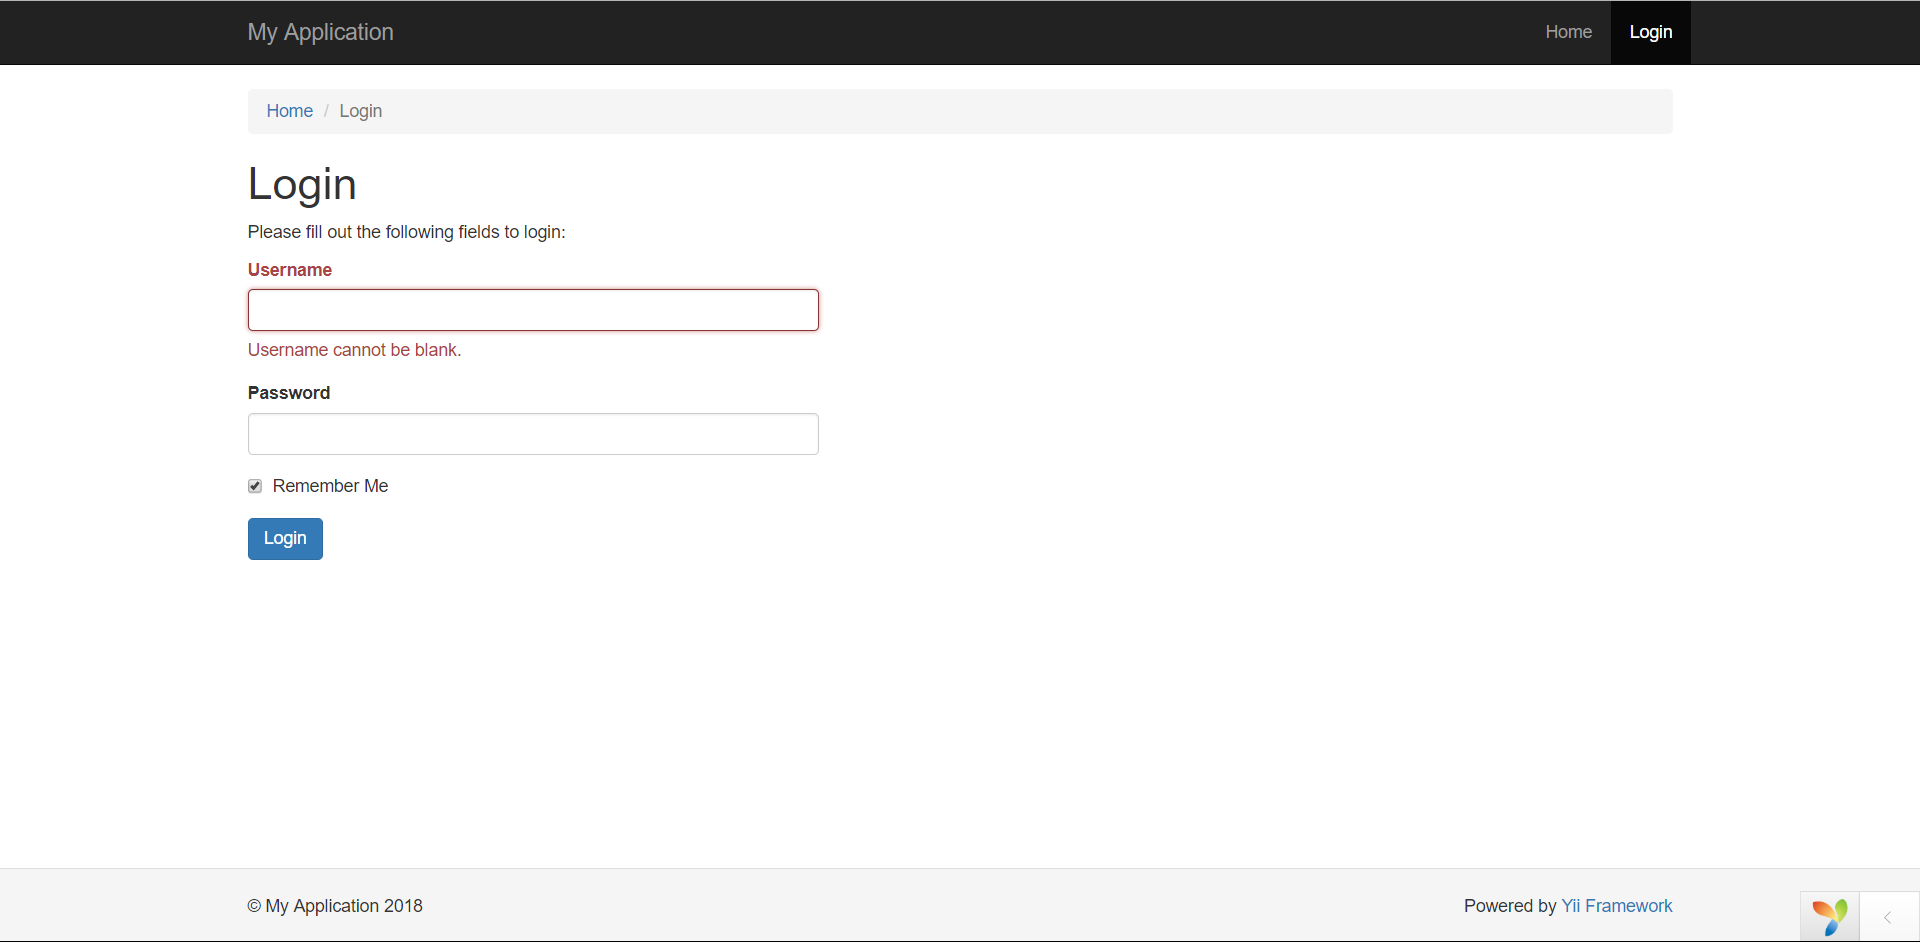 My Application
Home
Login
Home / Login
Login
Please fill out the following fields to login:
Username
Username cannot be blank.
Password
Remember Me
Login
© My Application 2018
Powered by Yii Framework